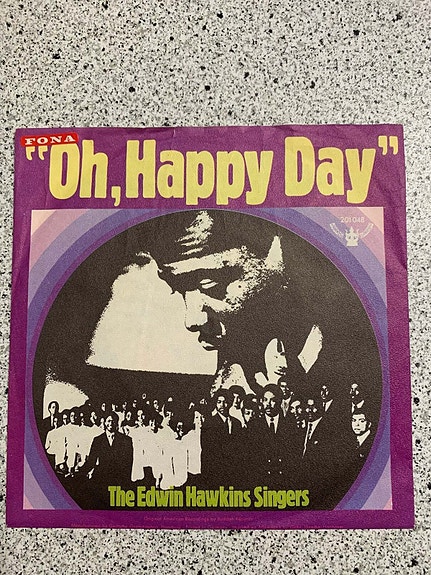 FONA
"Oh, Happy Day"
201 048
The Edwin Hawkins Singers